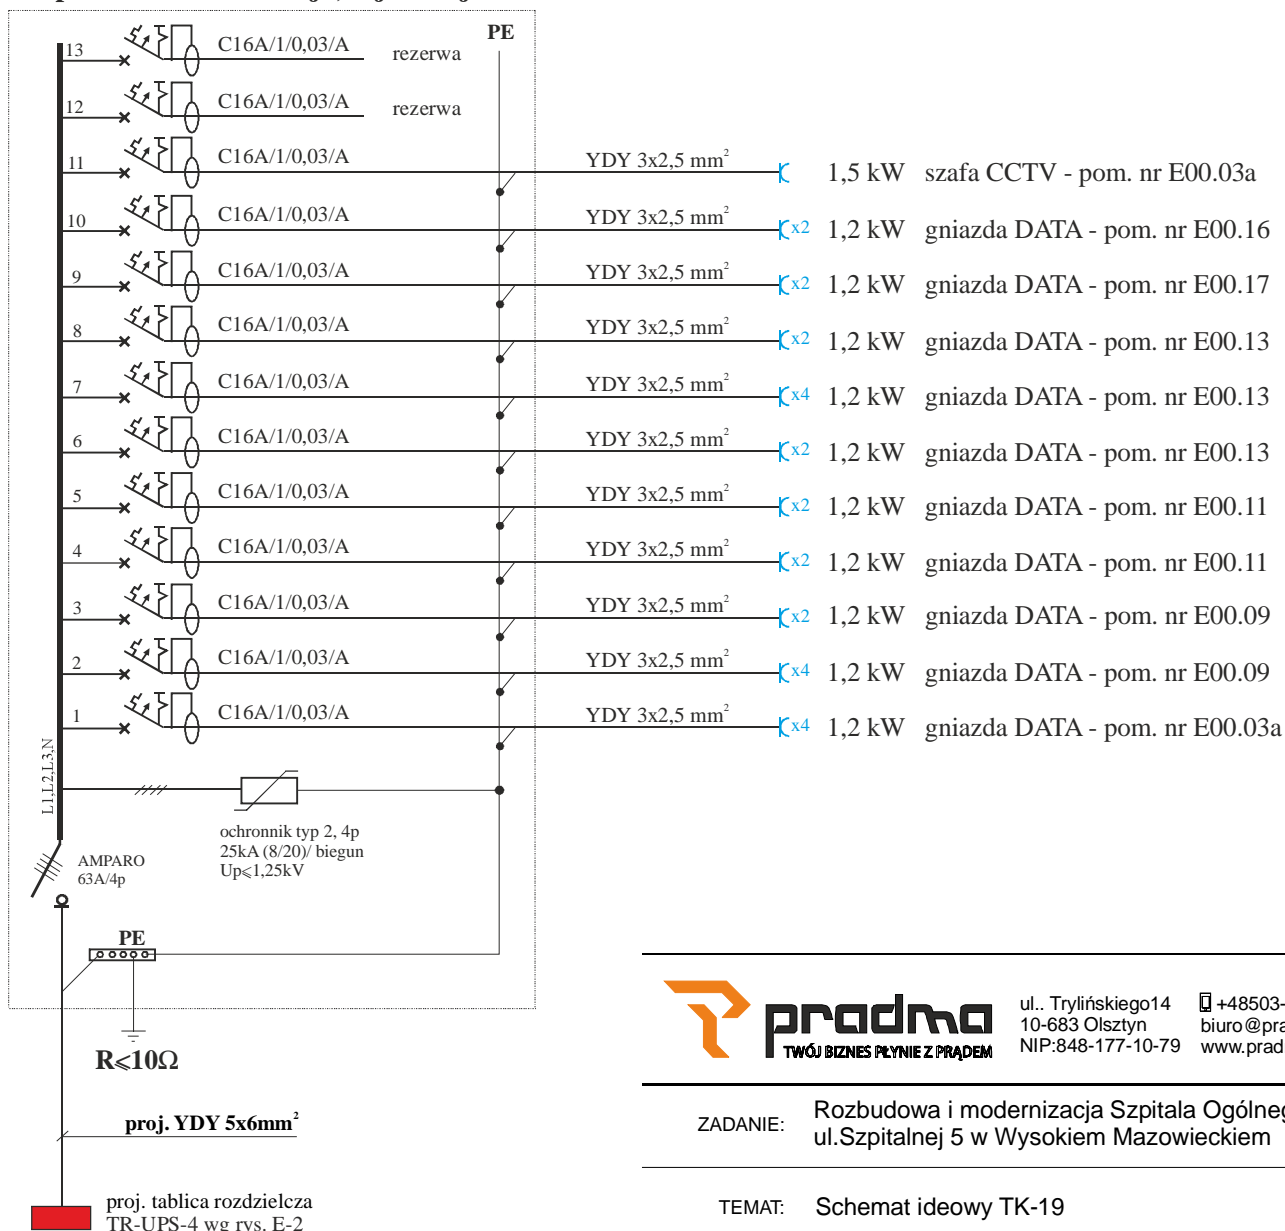 PE
13 C16A/1/0,03/A rezerwa
12 C16A/1/0,03/A rezerwa
11 C16A/1/0,03/A YDY 3x2,5 mm² 1,5 kW szafa CCTV - pom. nr E00.03a
10 C16A/1/0,03/A YDY 3x2,5 mm² x2 1,2 kW gniazda DATA - pom. nr E00.16
9 C16A/1/0,03/A YDY 3x2,5 mm² x2 1,2 kW gniazda DATA - pom. nr E00.17
8 C16A/1/0,03/A YDY 3x2,5 mm² x2 1,2 kW gniazda DATA - pom. nr E00.13
7 C16A/1/0,03/A YDY 3x2,5 mm² x4 1,2 kW gniazda DATA - pom. nr E00.13
6 C16A/1/0,03/A YDY 3x2,5 mm² x2 1,2 kW gniazda DATA - pom. nr E00.13
5 C16A/1/0,03/A YDY 3x2,5 mm² x2 1,2 kW gniazda DATA - pom. nr E00.11
4 C16A/1/0,03/A YDY 3x2,5 mm² x2 1,2 kW gniazda DATA - pom. nr E00.11
3 C16A/1/0,03/A YDY 3x2,5 mm² x2 1,2 kW gniazda DATA - pom. nr E00.09
2 C16A/1/0,03/A YDY 3x2,5 mm² x4 1,2 kW gniazda DATA - pom. nr E00.09
1 C16A/1/0,03/A YDY 3x2,5 mm² x4 1,2 kW gniazda DATA - pom. nr E00.03a
L1,L2,L3,N
ochronnik typ 2, 4p
25kA (8/20)/ biegun
Up⩽1,25kV
AMPARO
63A/4p
PE
R⩽10Ω
proj. YDY 5x6mm²
proj. tablica rozdzielcza
TR-UPS-4 wg rys. E-2
pradma
TWÓJ BIZNES PŁYNIE Z PRĄDEM
ul.. Trylińskiego14
10-683 Olsztyn
NIP:848-177-10-79
+48503-
biuro@pra
www.prad
ZADANIE: Rozbudowa i modernizacja Szpitala Ogólneg
ul.Szpitalnej 5 w Wysokiem Mazowieckiem
TEMAT: Schemat ideowy TK-19